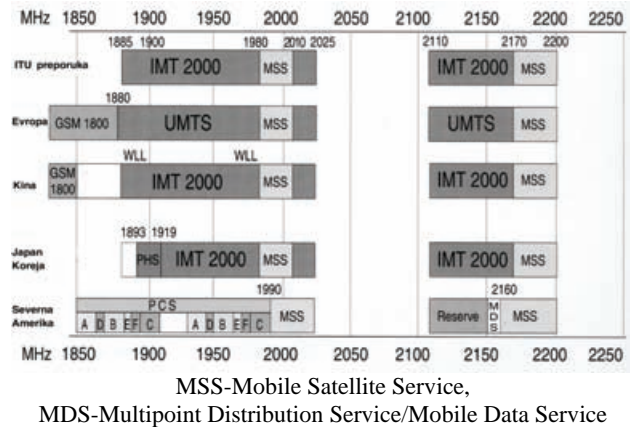 MHz 1850 1900 1950 2000 2050 2100 2150 2200 2250
1885 1900 1980 2010 2025 2110 2170 2200
ITU preporuka IMT 2000 MSS IMT 2000 MSS
1880
Evropa GSM 1800 UMTS MSS UMTS MSS
WLL WLL
Kina GSM 1800 IMT 2000 MSS IMT 2000 MSS
1893 1919
Japan Koreja PHS IMT 2000 MSS IMT 2000 MSS
1990 2160
Severna Amerika PCS MSS Reserve MDS MSS
A D B E F C A D B E F C
MHz 1850 1900 1950 2000 2050 2100 2150 2200 2250
MSS-Mobile Satellite Service,
MDS-Multipoint Distribution Service/Mobile Data Service